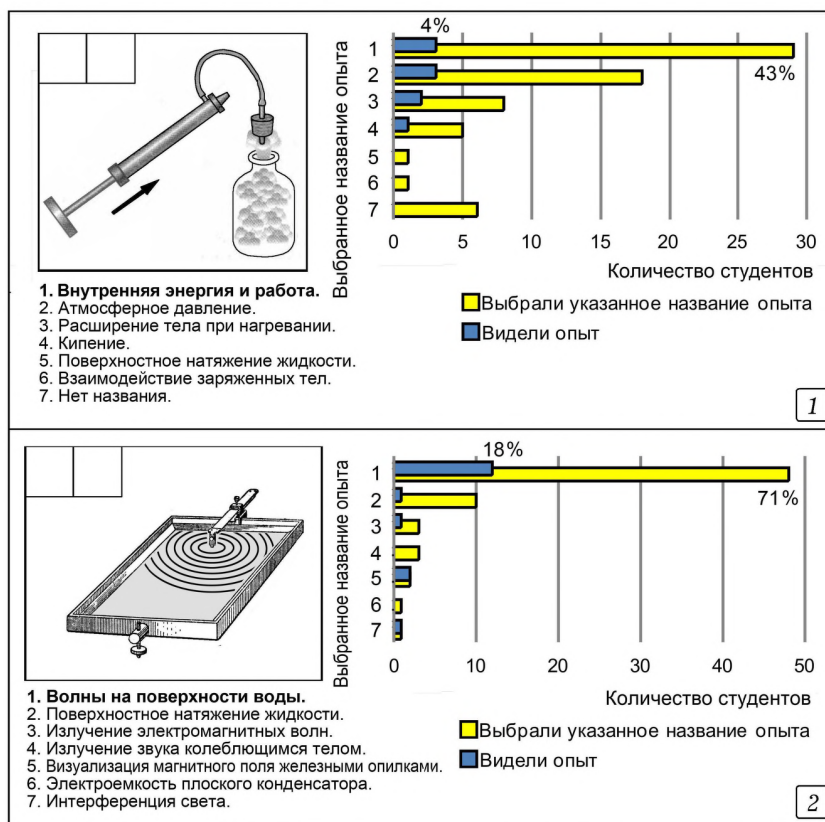 4%
Выбранное название опыта
1
2
3
4
5
6
7
43%
0 5 10 15 20 25 30
Количество студентов
Выбрали указанное название опыта
Видели опыт
1. Внутренняя энергия и работа.
2. Атмосферное давление.
3. Расширение тела при нагревании.
4. Кипение.
5. Поверхностное натяжение жидкости.
6. Взаимодействие заряженных тел.
7. Нет названия.
1
18%
Выбранное название опыта
1
2
3
4
5
6
7
71%
0 10 20 30 40 50
Количество студентов
Выбрали указанное название опыта
Видели опыт
1. Волны на поверхности воды.
2. Поверхностное натяжение жидкости.
3. Излучение электромагнитных волн.
4. Излучение звука колеблющимся телом.
5. Визуализация магнитного поля железными опилками.
6. Электроемкость плоского конденсатора.
7. Интерференция света.
2